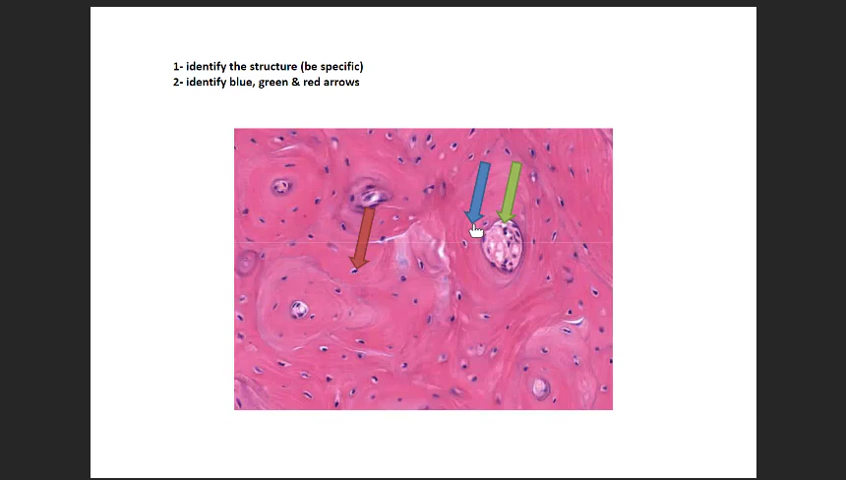 1- identify the structure (be specific)
2- identify blue, green & red arrows